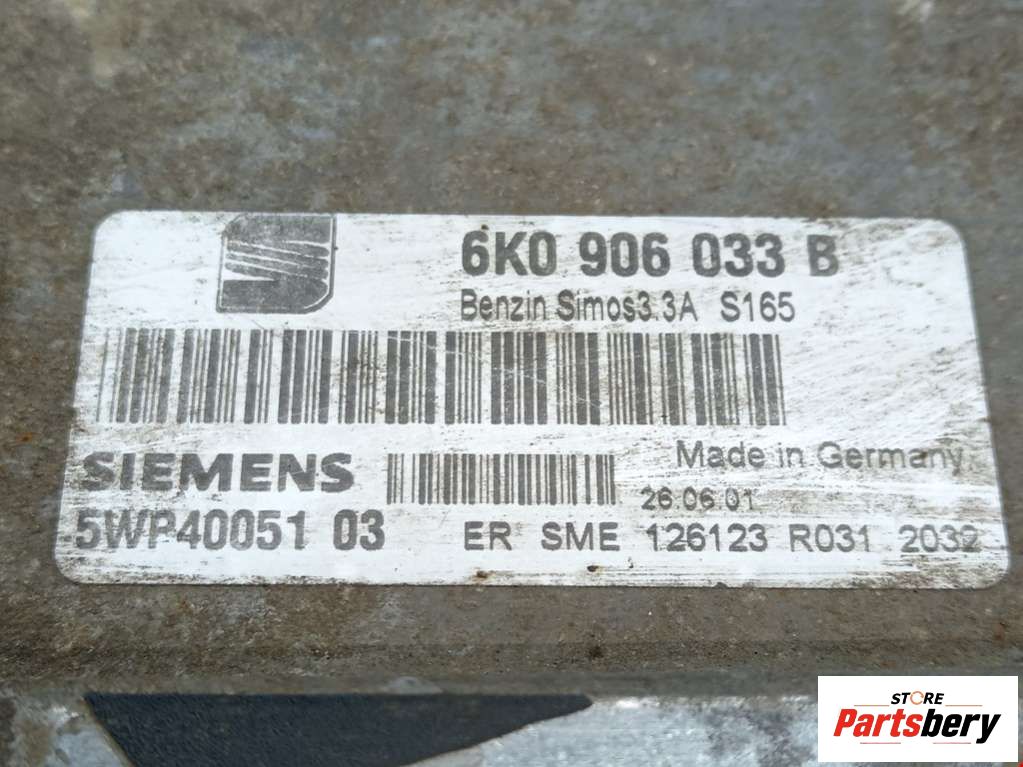 6K0 906 033 B
Benzin Simos3.3A S165
SIEMENS
Made in Germany
26.06.01
5WP40051 03
ER SME 126123 R031 2032
STORE
Partsbery